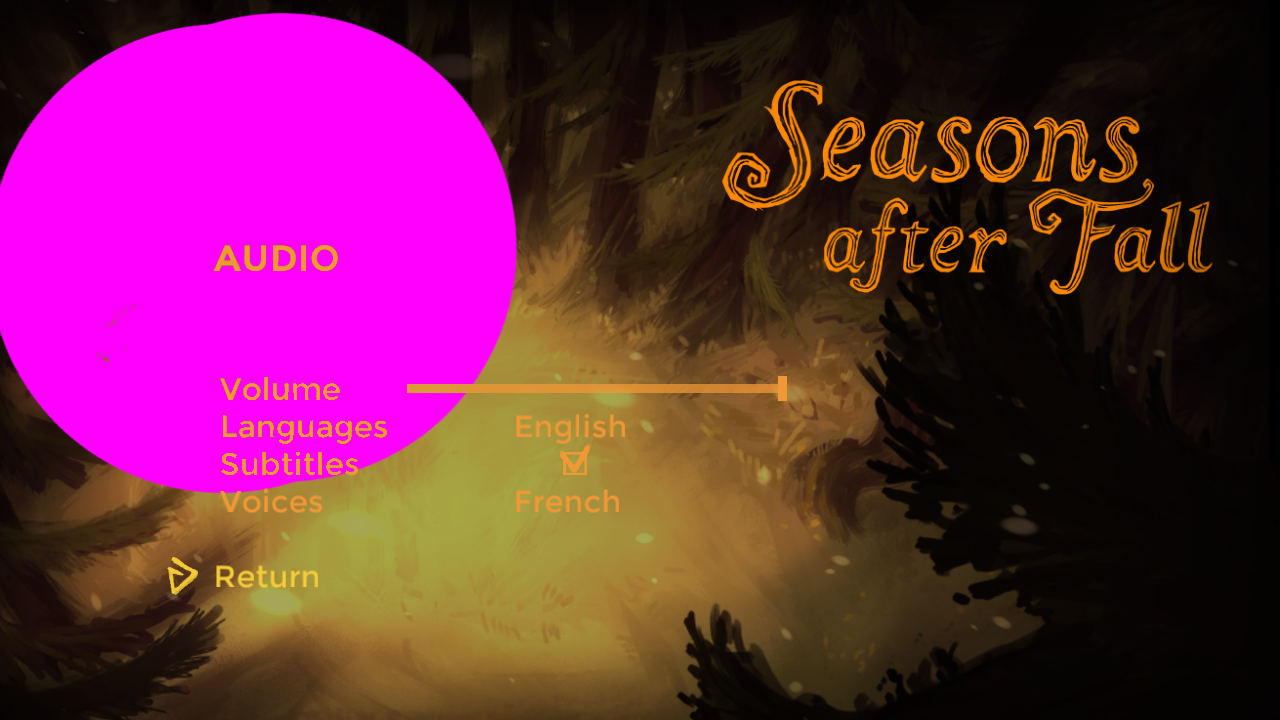 Seasons
after Fall
AUDIO
Volume
Languages English
Subtitles
Voices French
Return